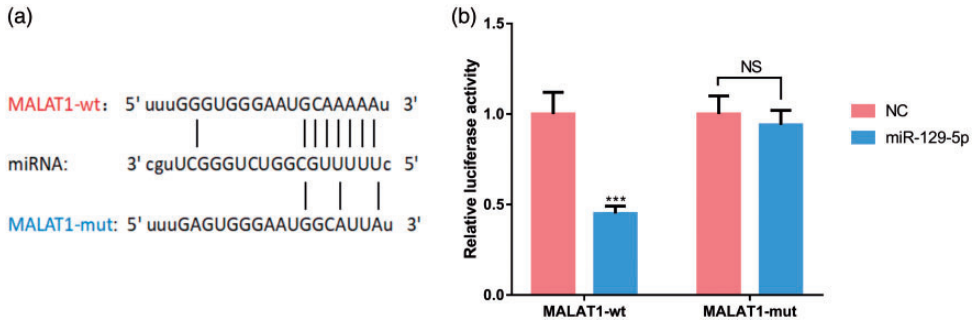 (a)
MALAT1-wt: 5' uuuGGGUGGGAAUGCAAAAAu 3'
miRNA: 3' cguUCGGGUCUGGCGUUUUUc 5'
MALAT1-mut: 5' uuuGAGUGGGAAUGGCAUUAu 3'
(b)
Relative luciferase activity
1.5
1.0
0.5
0.0
NS
***
MALAT1-wt
MALAT1-mut
NC
miR-129-5p